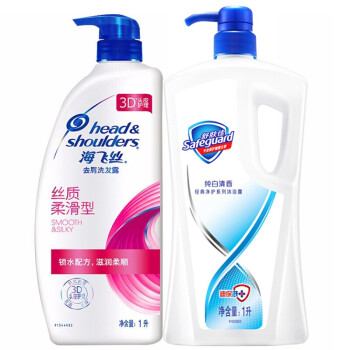 3D
head &
shoulders
海飞丝
去屑洗发露
丝质
柔滑型
SMOOTH
&SILKY
锁水配方，滋润柔顺
3D
净含量：1升
舒肤佳
Safeguard
纯白清香
经典净护系列沐浴露
净含量：1升